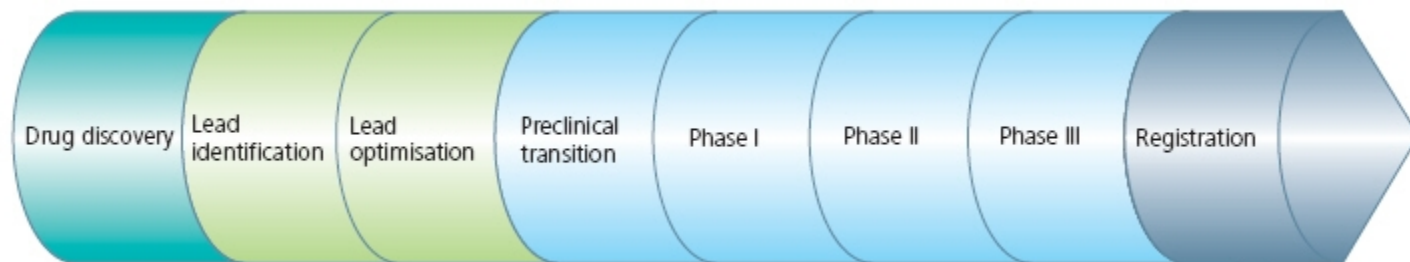 Drug discovery
Lead
identification
Lead
optimisation
Preclinical
transition
Phase I
Phase II
Phase III
Registration